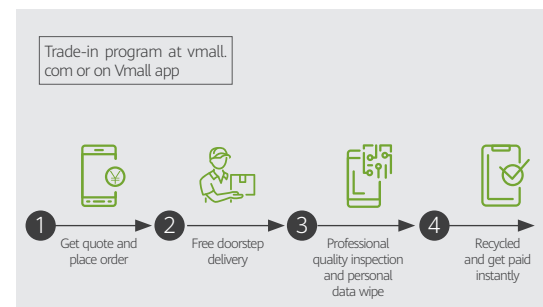 Trade-in program at vmall.
com or on Vmall app
¥
1
2
3
4
Get quote and
place order
Free doorstep
delivery
Professional
quality inspection
and personal
data wipe
Recycled
and get paid
instantly